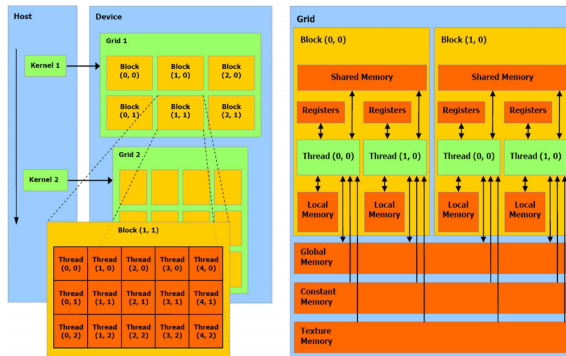 Host
Device
Grid 1
Kernel 1
Block
(0, 0)
Block
(1, 0)
Block
(2, 0)
Block
(0, 1)
Block
(1, 1)
Block
(2, 1)
Grid 2
Kernel 2
Block (1, 1)
Thread
(0, 0)
Thread
(1, 0)
Thread
(2, 0)
Thread
(3, 0)
Thread
(4, 0)
Thread
(0, 1)
Thread
(1, 1)
Thread
(2, 1)
Thread
(3, 1)
Thread
(4, 1)
Thread
(0, 2)
Thread
(1, 2)
Thread
(2, 2)
Thread
(3, 2)
Thread
(4, 2)
Grid
Block (0, 0)
Shared Memory
Registers
Registers
Thread (0, 0)
Thread (1, 0)
Local
Memory
Local
Memory
Block (1, 0)
Shared Memory
Registers
Registers
Thread (0, 0)
Thread (1, 0)
Local
Memory
Local
Memory
Global
Memory
Constant
Memory
Texture
Memory